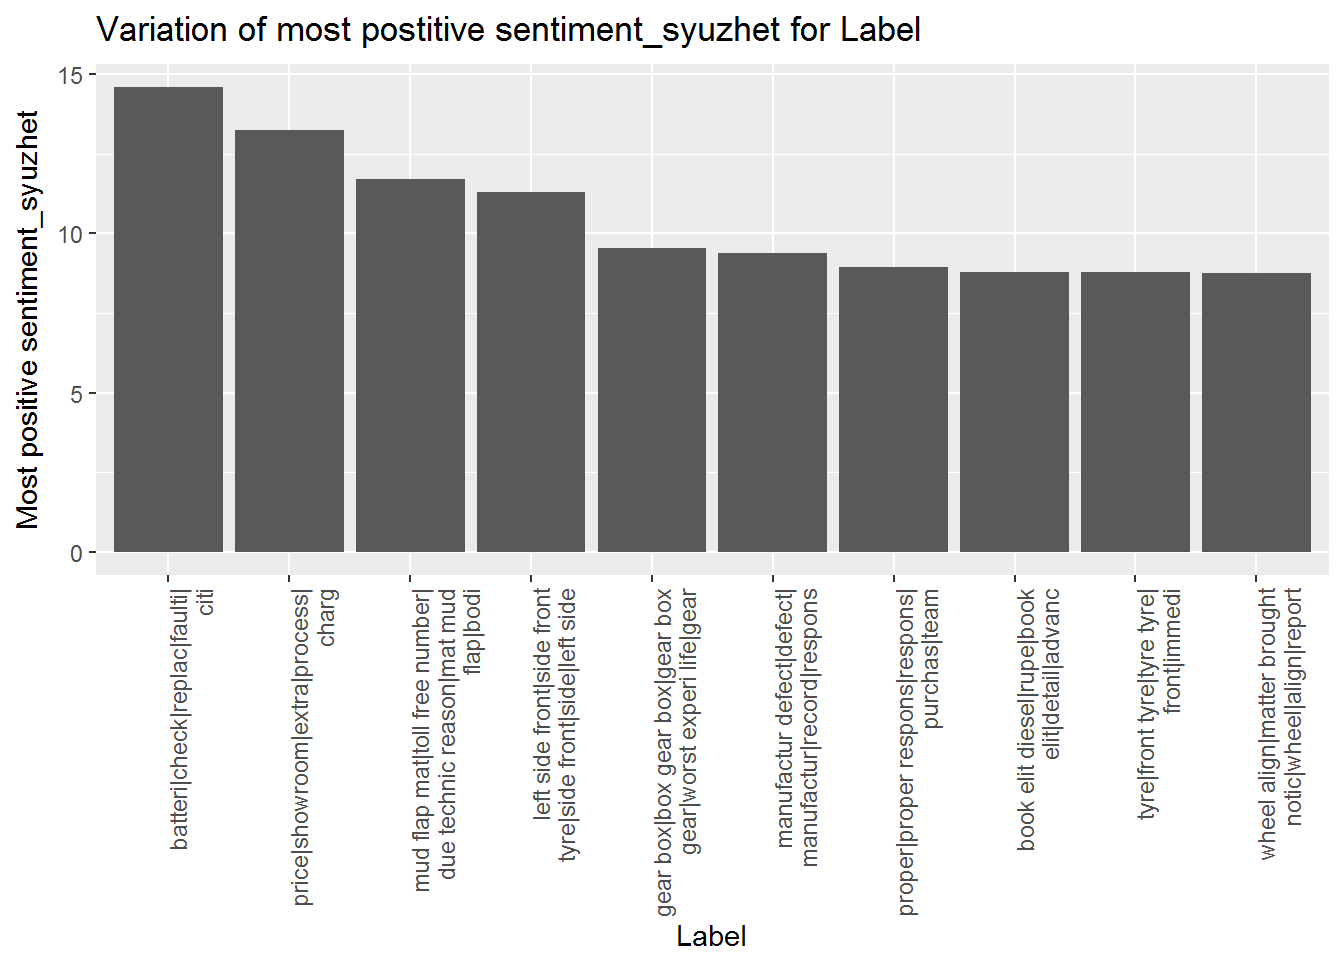 Variation of most postitive sentiment_syuzhet for Label
Most positive sentiment_syuzhet
15
10
5
0
batteri|check|replac|faulti|
citi
price|showroom|extra|process|
charg
mud flap mat|toll free number|
due technic reason|mat mud
flap|bodi
left side front|side front
tyre|side front|side|left side
gear box|box gear box|gear box
gear|worst experi life|gear
manufactur defect|defect|
manufactur|record|respons
proper|proper respons|respons|
purchas|team
book elit diesel|rupe|book
elit|detail|advanc
tyre|front tyre|tyre tyre|
front|immedi
wheel align|matter brought
notic|wheel|align|report
Label